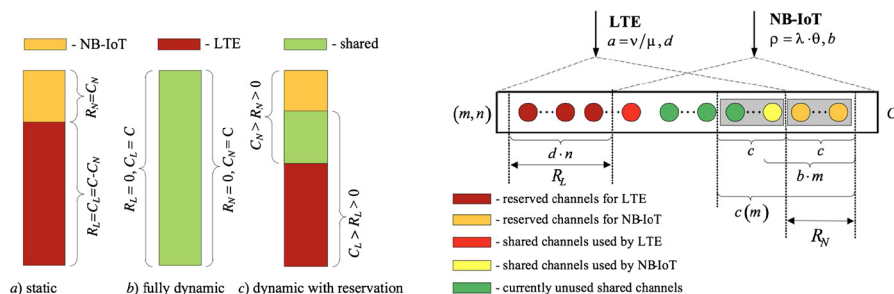 - NB-IoT
- LTE
- shared
R_N=C_N
R_L=C_L=C-C_N
R_L=0, C_L=C
R_N=0, C_N=C
C_N>R_N>0
C_L>R_L>0
a) static
b) fully dynamic
c) dynamic with reservation
LTE
a=ν/μ, d
NB-IoT
ρ=λ·θ, b
(m,n)
C
d·n
R_L
c
c
b·m
c(m)
R_N
- reserved channels for LTE
- reserved channels for NB-IoT
- shared channels used by LTE
- shared channels used by NB-IoT
- currently unused shared channels